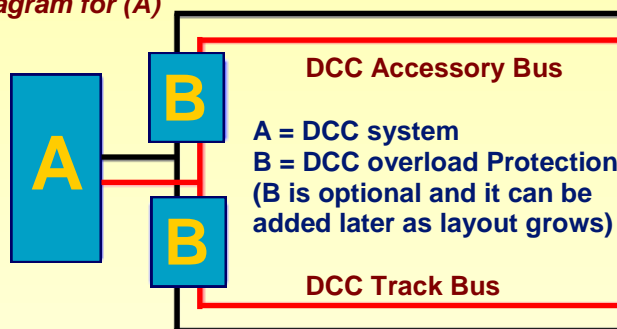 agram for (A)
DCC Accessory Bus
B
A
A = DCC system
B = DCC overload Protection
(B is optional and it can be
added later as layout grows)
B
DCC Track Bus